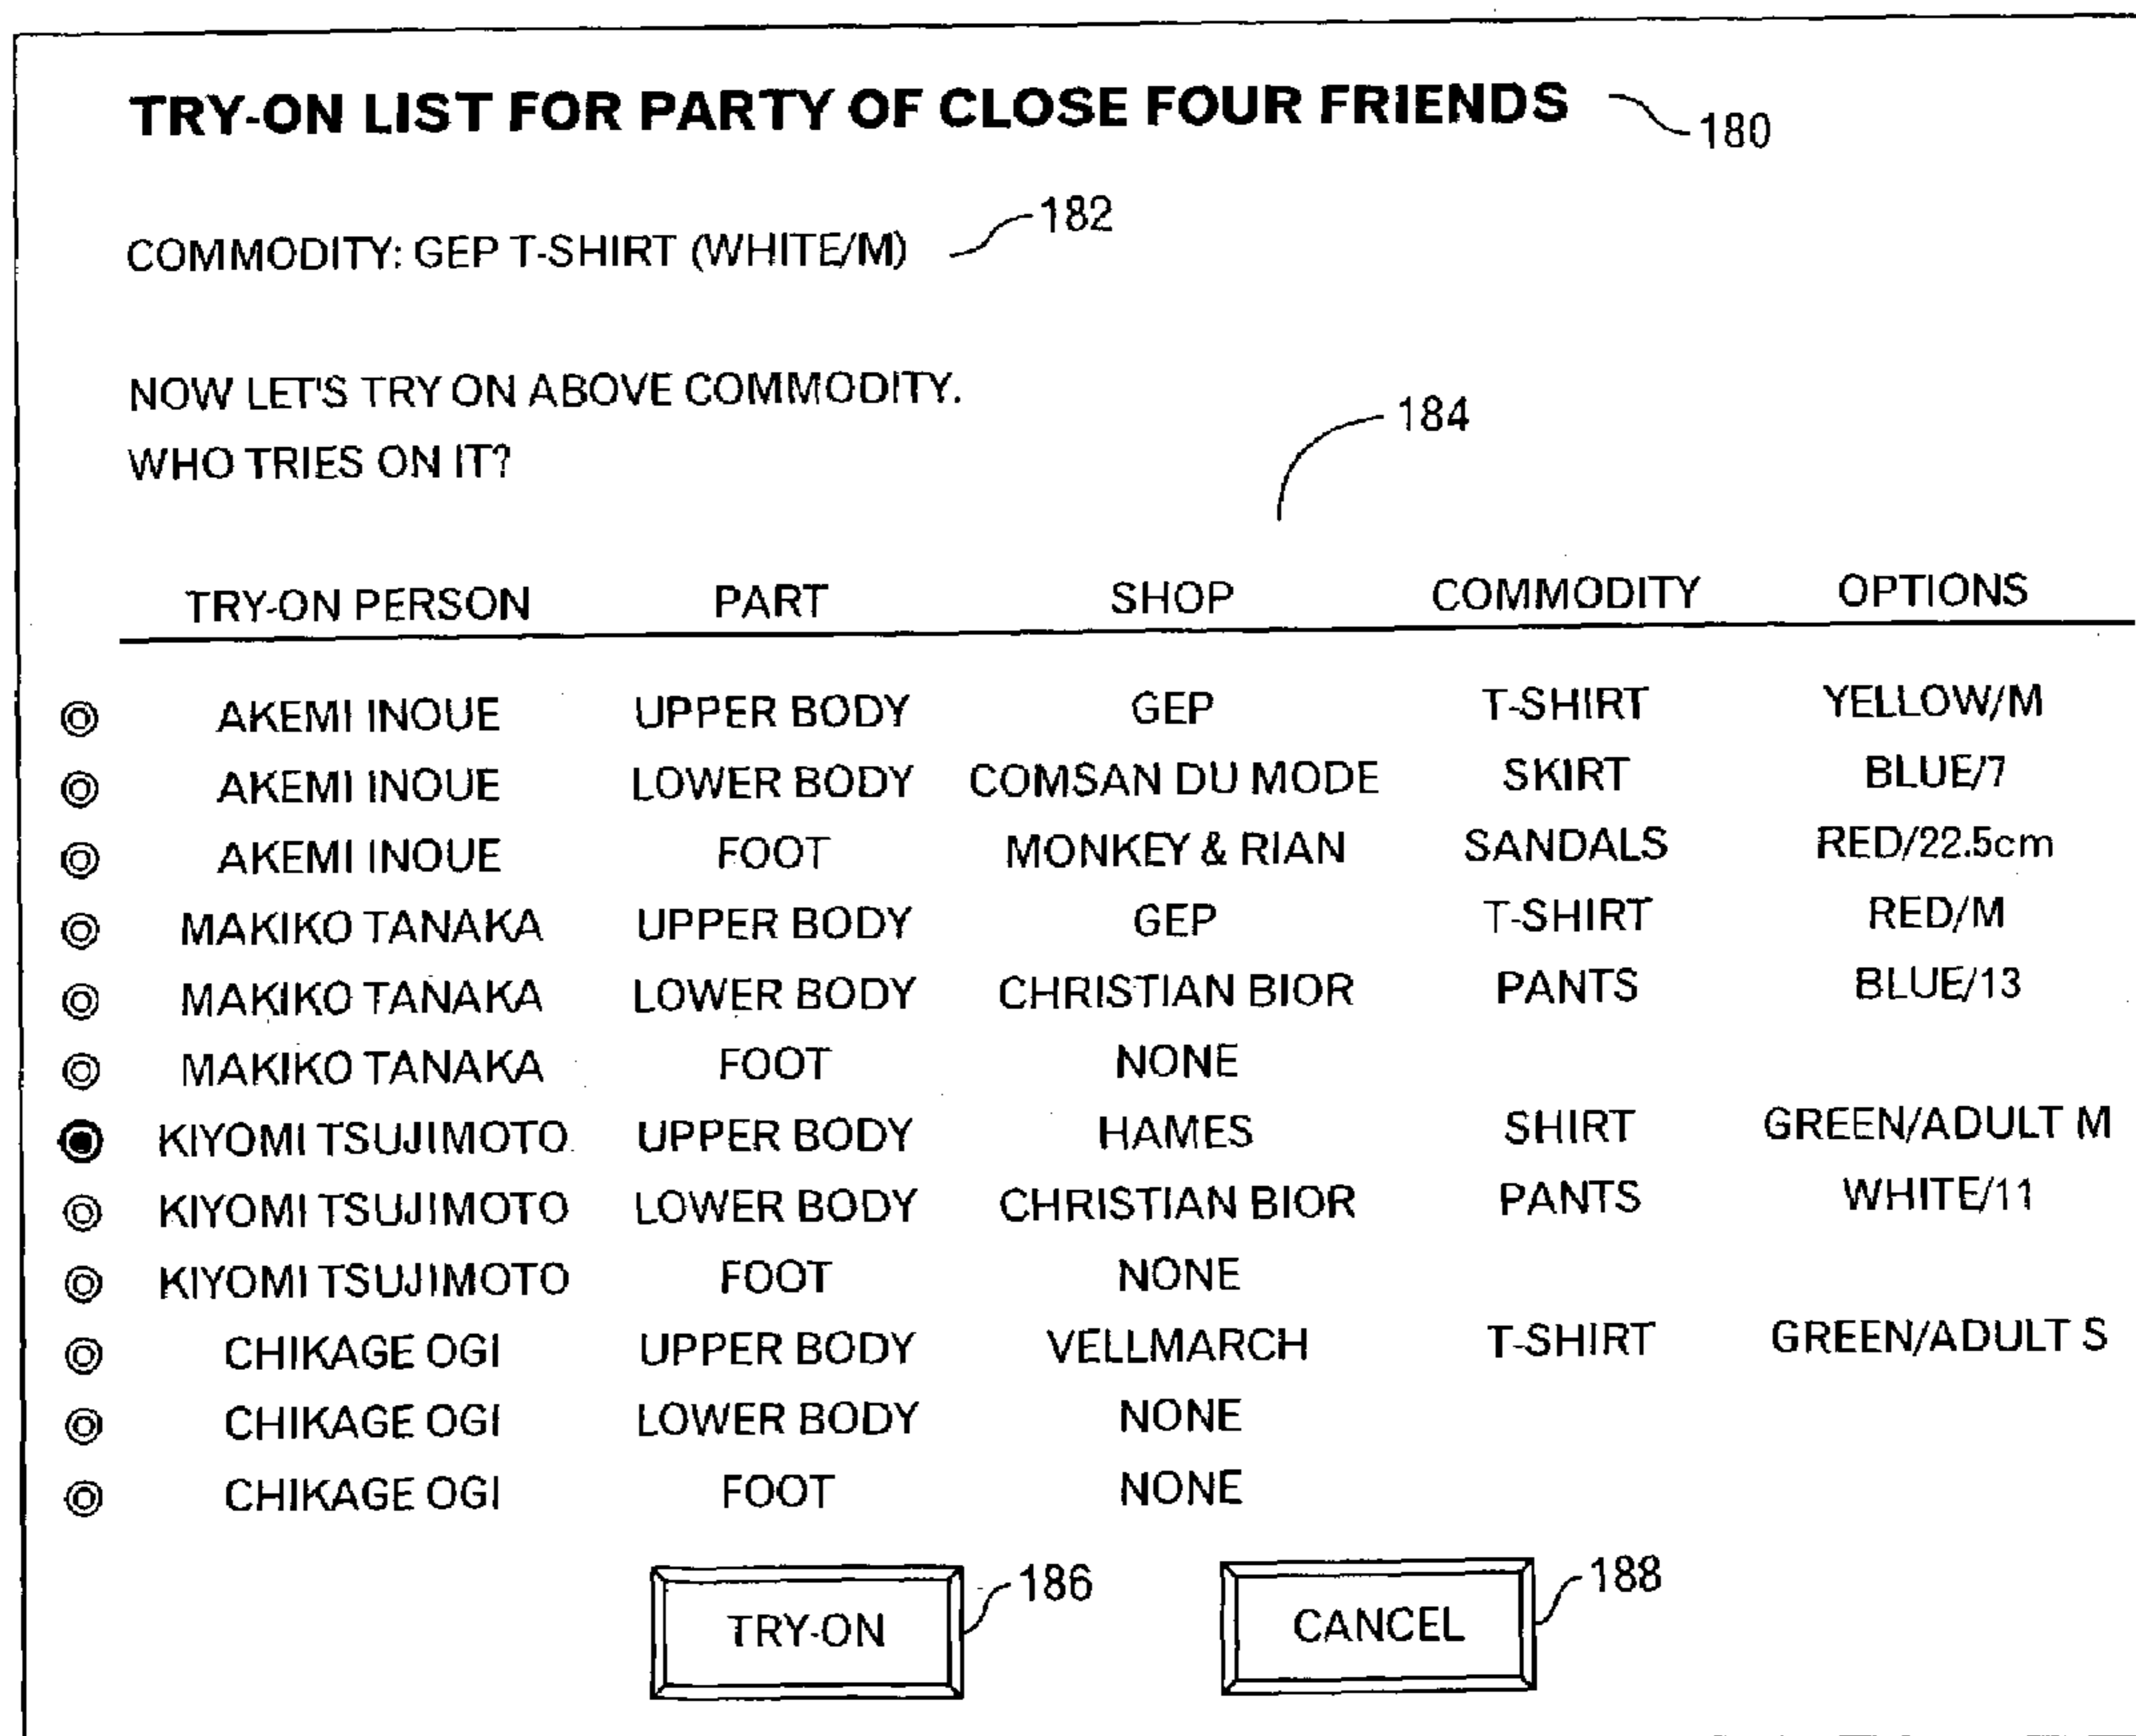 TRY-ON LIST FOR PARTY OF CLOSE FOUR FRIENDS 180
182
COMMODITY: GEP T-SHIRT (WHITE/M)
NOW LET'S TRY ON ABOVE COMMODITY.
184
WHO TRIES ON IT?
TRY-ON PERSON PART SHOP COMMODITY OPTIONS
AKEMI INOUE UPPER BODY GEP T-SHIRT YELLOW/M
AKEMI INOUE LOWER BODY COMSAN DU MODE SKIRT BLUE/7
AKEMI INOUE FOOT MONKEY & RIAN SANDALS RED/22.5cm
MAKIKO TANAKA UPPER BODY GEP T-SHIRT RED/M
MAKIKO TANAKA LOWER BODY CHRISTIAN BIOR PANTS BLUE/13
MAKIKO TANAKA FOOT NONE
KIYOMI TSUJIMOTO UPPER BODY HAMES SHIRT GREEN/ADULT M
KIYOMI TSUJIMOTO LOWER BODY CHRISTIAN BIOR PANTS WHITE/11
KIYOMI TSUJIMOTO FOOT NONE
CHIKAGE OGI UPPER BODY VELLMARCH T-SHIRT GREEN/ADULT S
CHIKAGE OGI LOWER BODY NONE
CHIKAGE OGI FOOT NONE
186 188
TRY-ON CANCEL